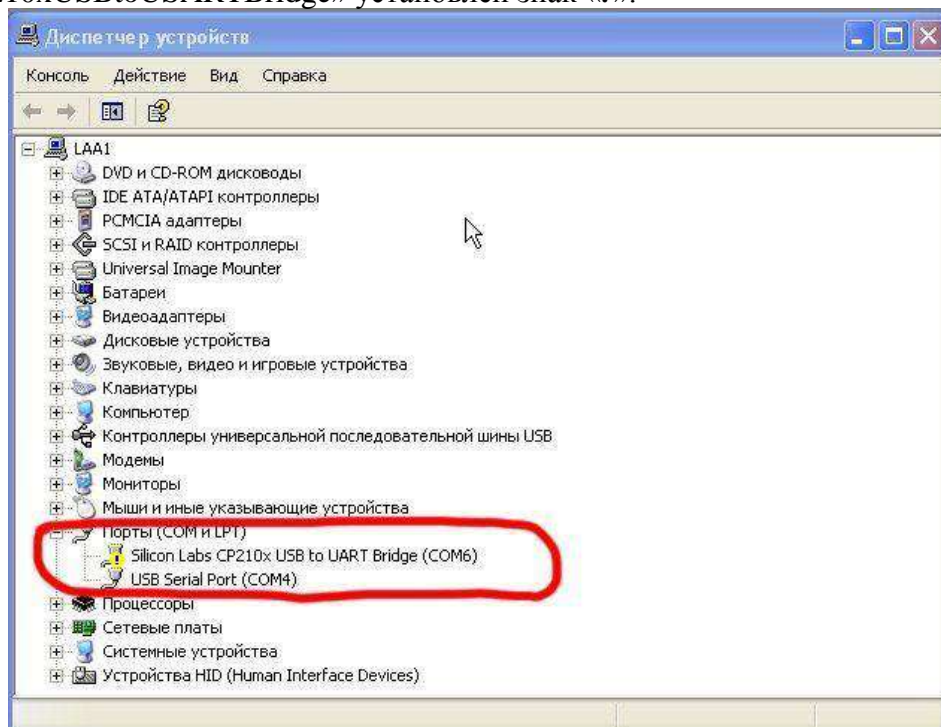 установлен знак
Диспетчер устройств
Консоль Действие Вид Справка
LAA1
DVD и CD-ROM дисководы
IDE ATA/ATAPI контроллеры
PCMCIA адаптеры
SCSI и RAID контроллеры
Universal Image Mounter
Батареи
Видеоадаптеры
Дисковые устройства
Звуковые, видео и игровые устройства
Клавиатуры
Компьютер
Контроллеры универсальной последовательной шины USB
Модемы
Мониторы
Мыши и иные указывающие устройства
Порты (COM и LPT)
Silicon Labs CP210x USB to UART Bridge (COM6)
USB Serial Port (COM4)
Процессоры
Сетевые платы
Системные устройства
Устройства HID (Human Interface Devices)